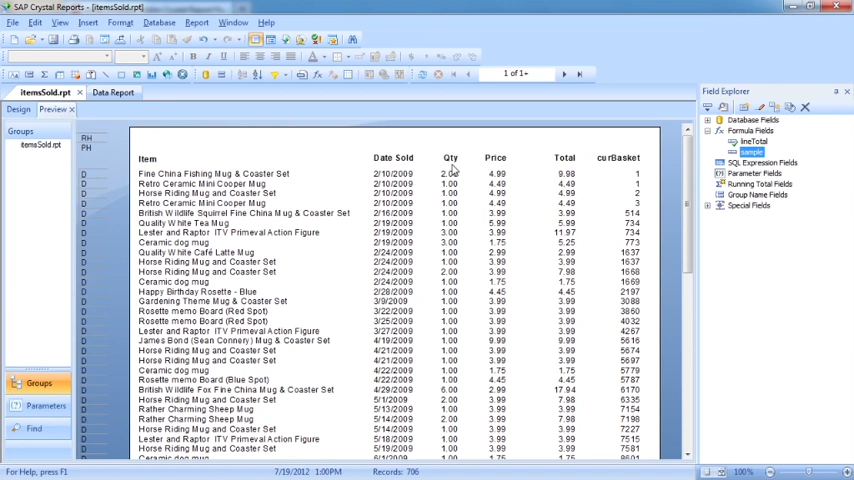 SAP Crystal Reports - [itemsSold.rpt]
File Edit View Insert Format Database Report Window Help
1 of 1+
itemsSold.rpt Data Report
Design Preview
Groups
itemsSold.rpt
RH
PH
Item Date Sold Qty Price Total curBasket
D Fine China Fishing Mug & Coaster Set 2/10/2009 2.00 4.99 9.98 1
D Retro Ceramic Mini Cooper Mug 2/10/2009 1.00 4.49 4.49 1
D Horse Riding Mug and Coaster Set 2/10/2009 1.00 4.99 4.99 2
D Retro Ceramic Mini Cooper Mug 2/10/2009 1.00 4.49 4.49 3
D British Wildlife Squirrel Fine China Mug & Coaster Set 2/16/2009 1.00 3.99 3.99 514
D Quality White Tea Mug 2/19/2009 1.00 5.99 5.99 734
D Lester and Raptor ITV Primeval Action Figure 2/19/2009 3.00 3.99 11.97 734
D Ceramic dog mug 2/19/2009 3.00 1.75 5.25 773
D Quality White Café Latte Mug 2/24/2009 1.00 2.99 2.99 1637
D Horse Riding Mug and Coaster Set 2/24/2009 1.00 3.99 3.99 1637
D Horse Riding Mug and Coaster Set 2/24/2009 2.00 3.99 7.98 1668
D Ceramic dog mug 2/24/2009 1.00 1.75 1.75 1668
D Happy Birthday Rosette - Blue 2/28/2009 1.00 4.45 4.45 2197
D Gardening Theme Mug & Coaster Set 3/9/2009 1.00 3.99 3.99 3088
D Rosette memo Board (Red Spot) 3/22/2009 1.00 3.99 3.99 3860
D Rosette memo Board (Red Spot) 3/25/2009 1.00 3.99 3.99 4032
D Lester and Raptor ITV Primeval Action Figure 3/27/2009 1.00 3.99 3.99 4267
D James Bond (Sean Connery) Mug & Coaster Set 4/19/2009 1.00 9.99 9.99 5616
D Horse Riding Mug and Coaster Set 4/21/2009 1.00 3.99 3.99 5674
D Horse Riding Mug and Coaster Set 4/21/2009 1.00 3.99 3.99 5697
D Ceramic dog mug 4/22/2009 1.00 1.75 1.75 5779
D Rosette memo Board (Blue Spot) 4/22/2009 1.00 4.45 4.45 5787
D British Wildlife Fox Fine China Mug & Coaster Set 4/29/2009 6.00 2.99 17.94 6170
D Horse Riding Mug and Coaster Set 5/1/2009 2.00 3.99 7.98 6335
D Rather Charming Sheep Mug 5/13/2009 1.00 3.99 3.99 7154
D Rather Charming Sheep Mug 5/14/2009 2.00 3.99 7.98 6419
D Horse Riding Mug and Coaster Set 5/14/2009 1.00 3.99 3.99 7227
D Lester and Raptor ITV Primeval Action Figure 5/18/2009 1.00 3.99 3.99 7515
D Horse Riding Mug and Coaster Set 5/19/2009 1.00 3.99 3.99 7581
D Ceramic dog mug 6/1/2009 1.00 1.75 1.75 8601
Groups
Parameters
Find
Field Explorer
Database Fields
Formula Fields
lineTotal
sample
SQL Expression Fields
Parameter Fields
Running Total Fields
Group Name Fields
Special Fields
For Help, press F1 7/19/2012 1:00PM Records: 706 100%